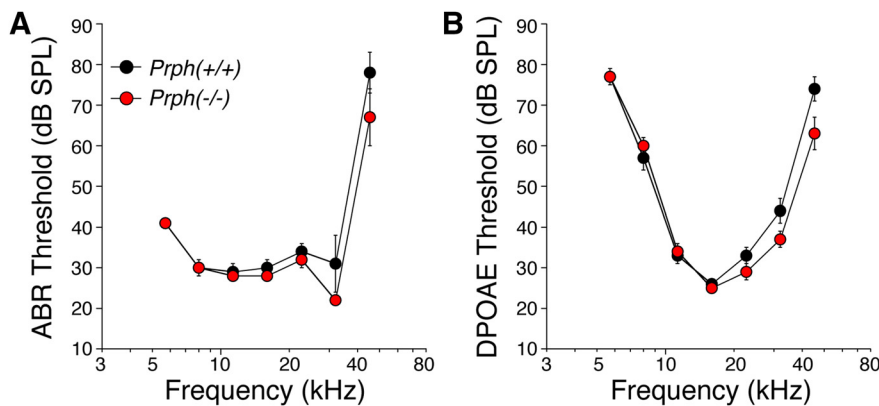 A
ABR Threshold (dB SPL)
90
80
70
60
50
40
30
20
10
Prph(+/+)
Prph(-/-)
3 5 10 20 40 80
Frequency (kHz)
B
DPOAE Threshold (dB SPL)
90
80
70
60
50
40
30
20
10
3 5 10 20 40 80
Frequency (kHz)